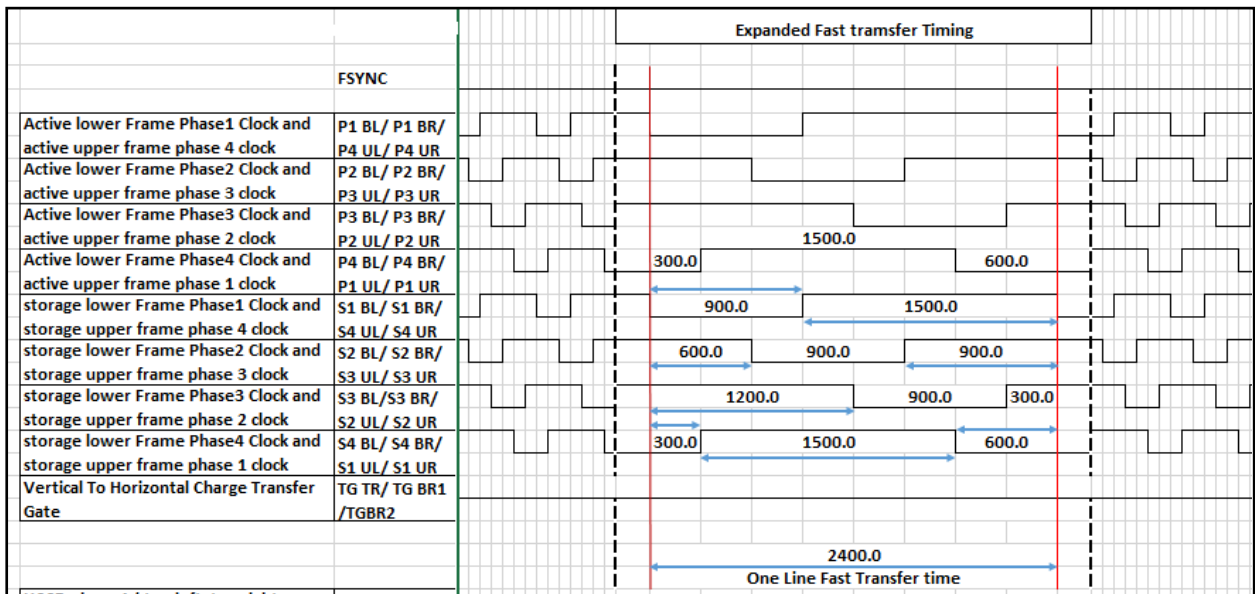 Expanded Fast tramsfer Timing
FSYNC
Active lower Frame Phase1 Clock and
active upper frame phase 4 clock
P1 BL/ P1 BR/
P4 UL/ P4 UR
Active lower Frame Phase2 Clock and
active upper frame phase 3 clock
P2 BL/ P2 BR/
P3 UL/ P3 UR
Active lower Frame Phase3 Clock and
active upper frame phase 2 clock
P3 BL/ P3 BR/
P2 UL/ P2 UR
1500.0
Active lower Frame Phase4 Clock and
active upper frame phase 1 clock
P4 BL/ P4 BR/
P1 UL/ P1 UR
300.0
600.0
storage lower Frame Phase1 Clock and
storage upper frame phase 4 clock
S1 BL/ S1 BR/
S4 UL/ S4 UR
900.0
1500.0
storage lower Frame Phase2 Clock and
storage upper frame phase 3 clock
S2 BL/ S2 BR/
S3 UL/ S3 UR
600.0
900.0
900.0
storage lower Frame Phase3 Clock and
storage upper frame phase 2 clock
S3 BL/S3 BR/
S2 UL/ S2 UR
1200.0
900.0
300.0
storage lower Frame Phase4 Clock and
storage upper frame phase 1 clock
S4 BL/ S4 BR/
S1 UL/ S1 UR
300.0
1500.0
600.0
Vertical To Horizontal Charge Transfer
Gate
TG TR/ TG BR1
/TGBR2
2400.0
One Line Fast Transfer time